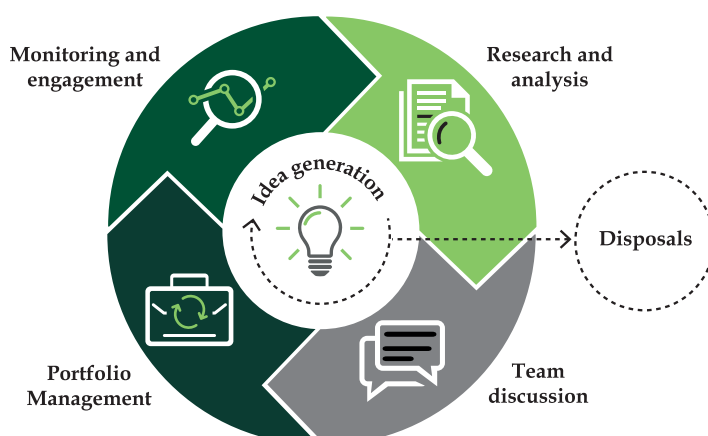 Monitoring and
engagement
Research and
analysis
Idea generation
Disposals
Portfolio
Management
Team
discussion